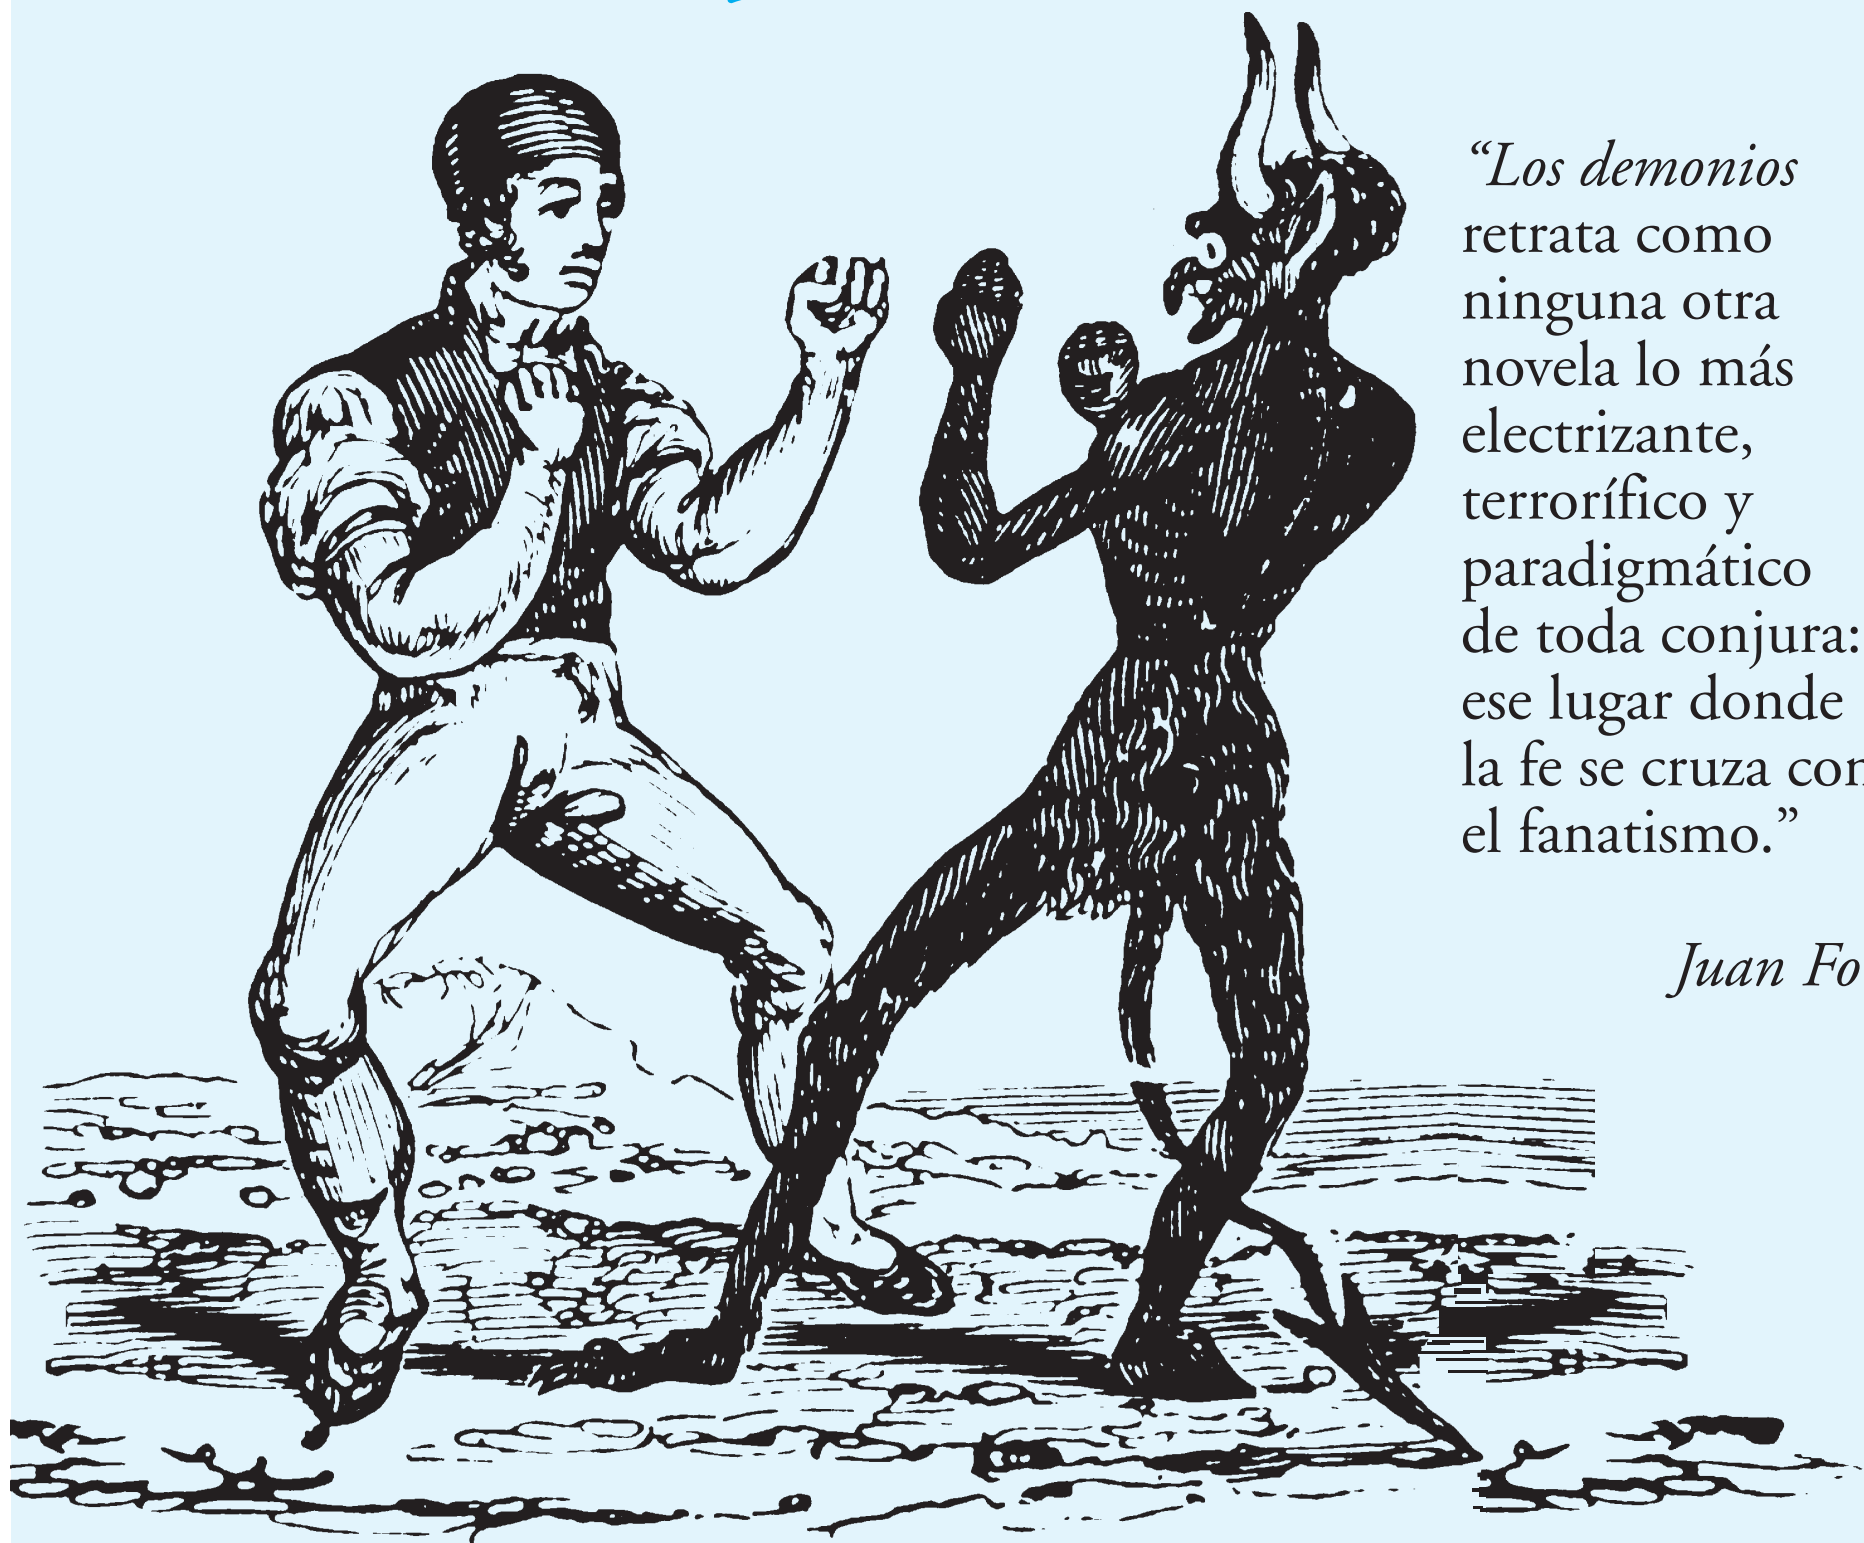 “Los demonios
retrata como
ninguna otra
novela lo más
electrizante,
terrorífico y
paradigmático
de toda conjura:
ese lugar donde
la fe se cruza con
el fanatismo.”
Juan Fo